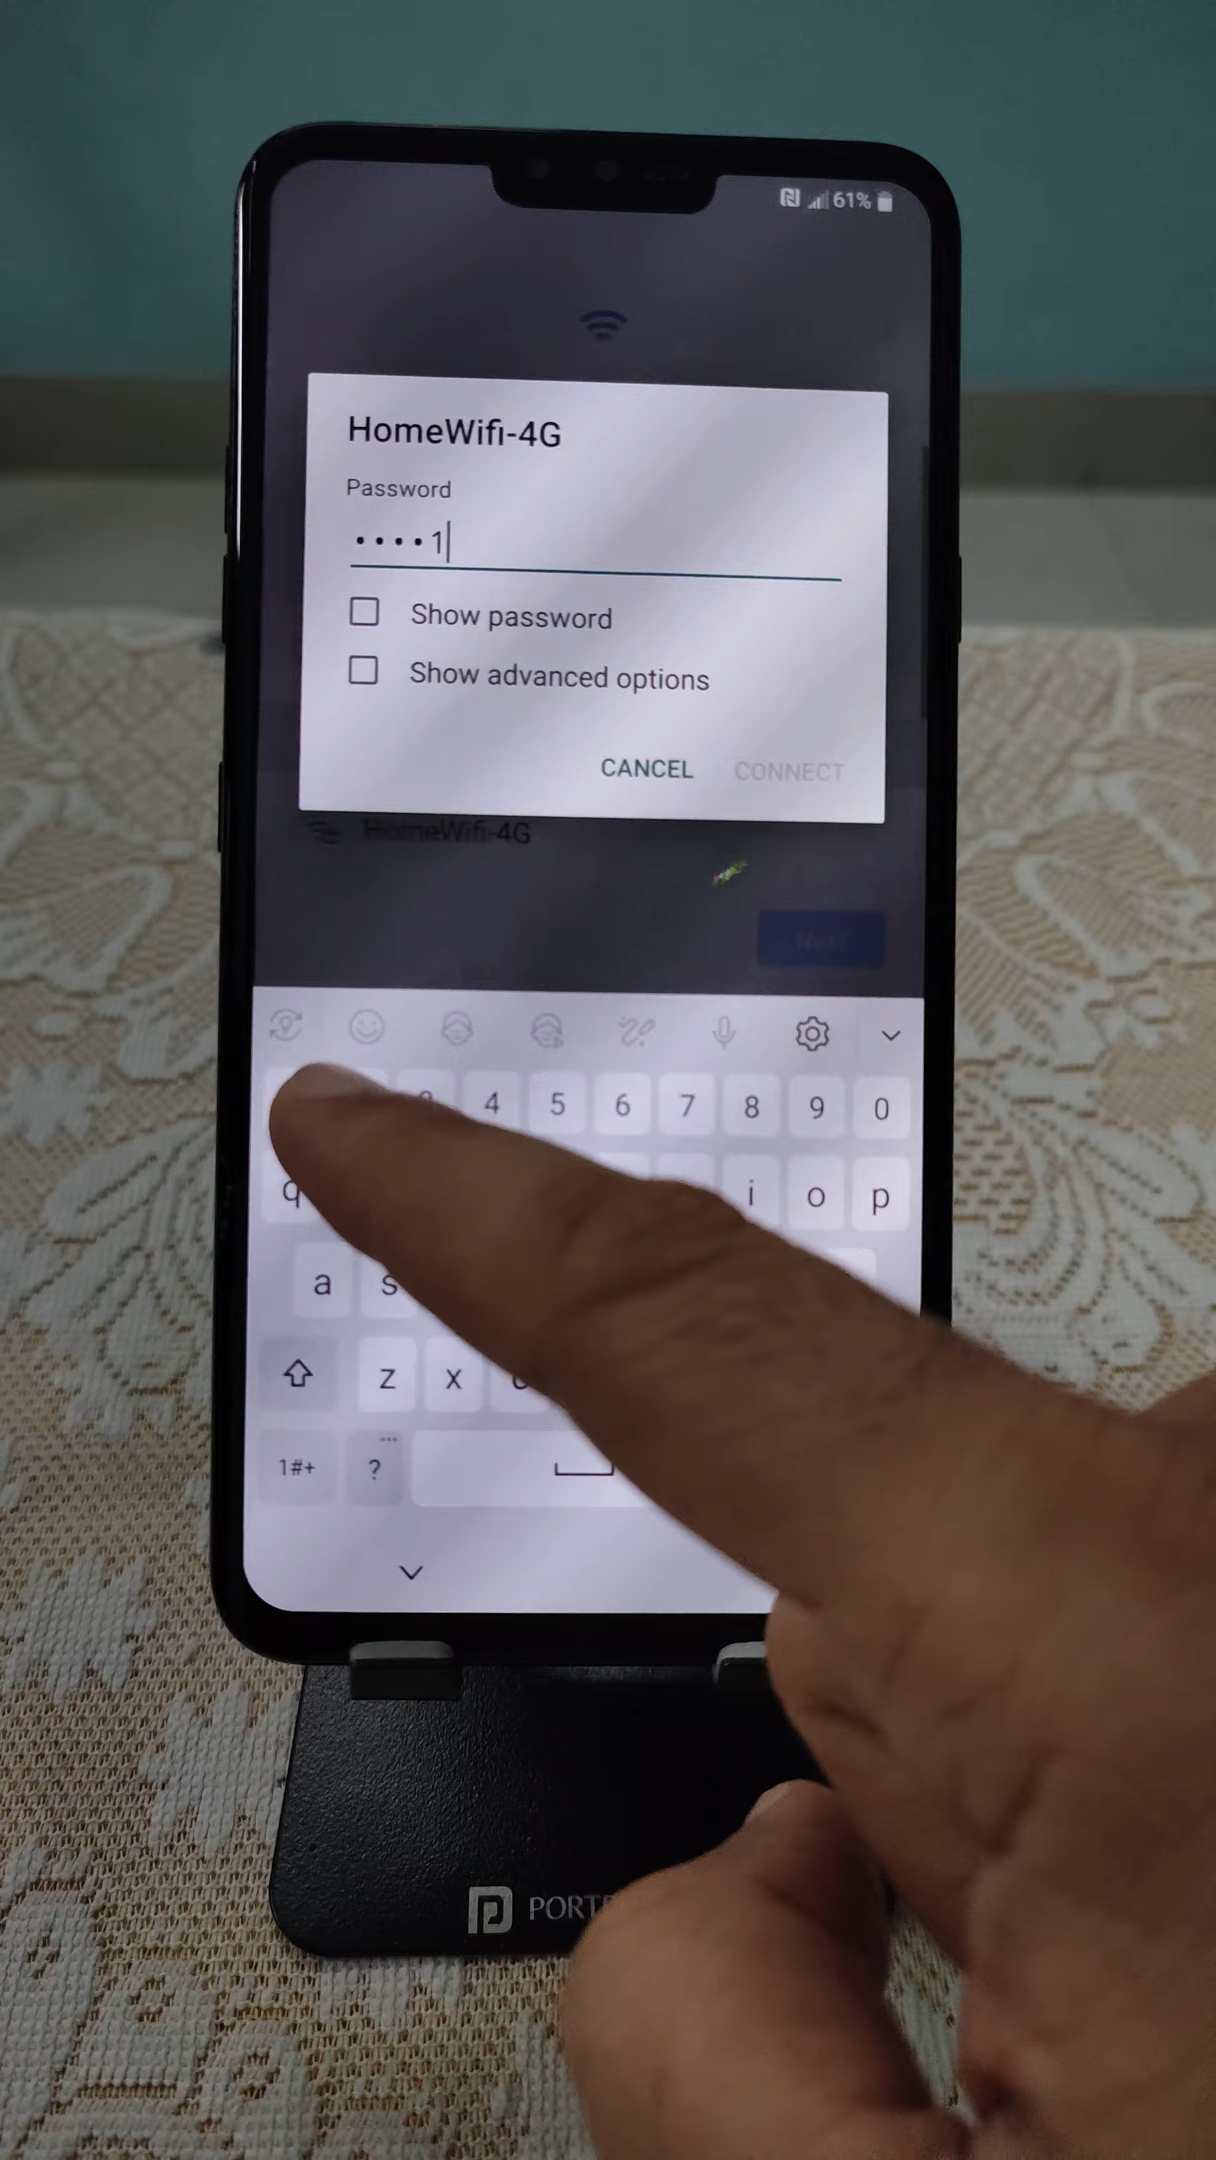 61%
HomeWifi-4G
Password
••••1
Show password
Show advanced options
CANCEL CONNECT
HomeWifi-4G
Next
4 5 6 7 8 9 0
q i o p
a s
z x
1#+ ?